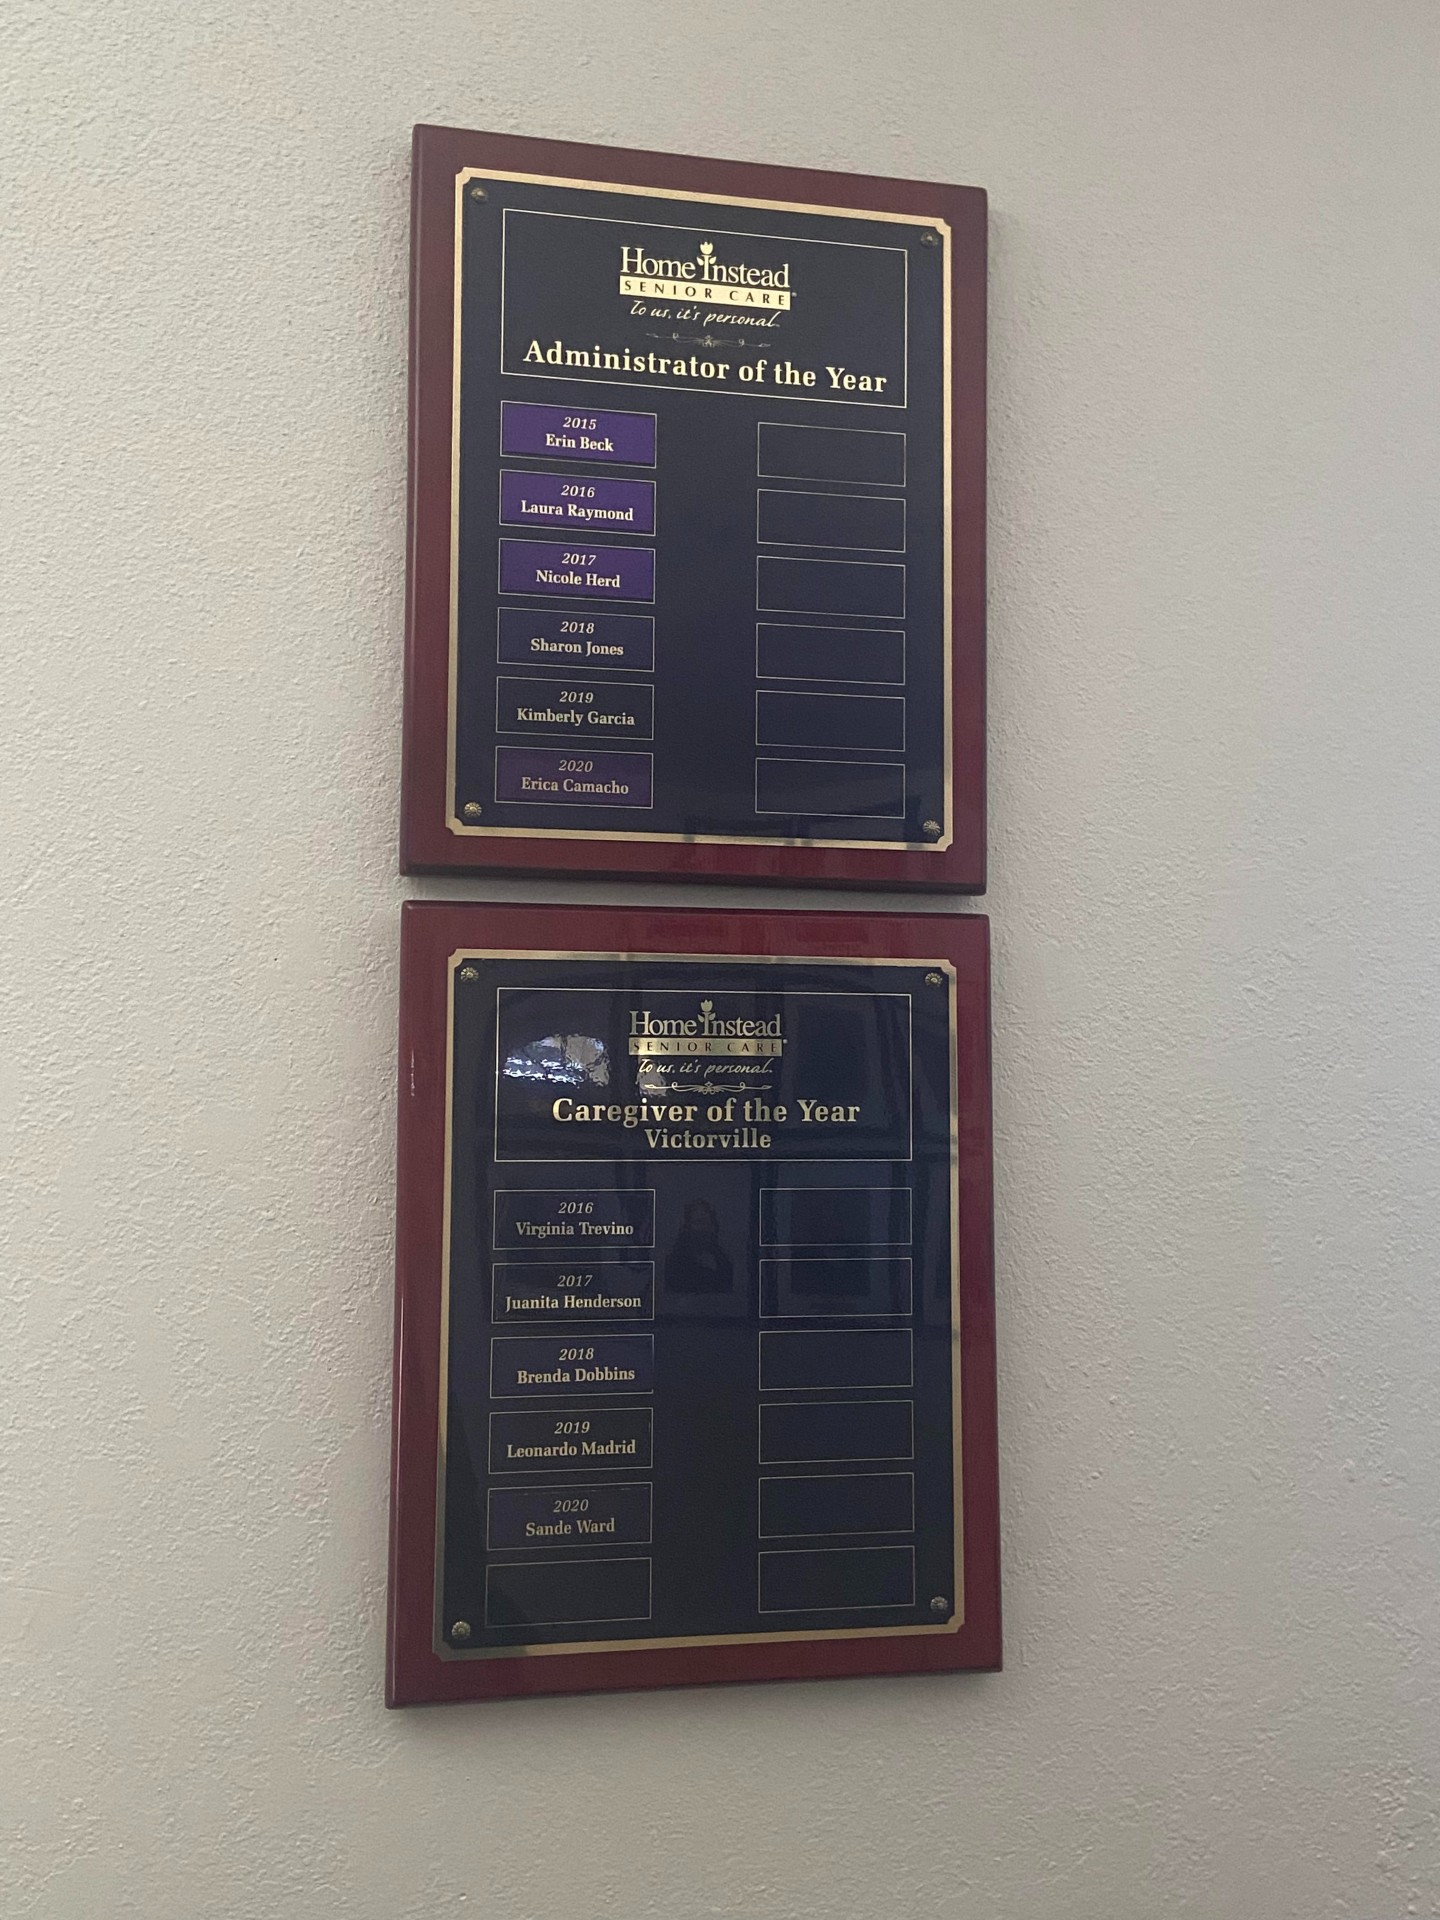 Home Instead
SENIOR CARE®
To us, it's personal.
Administrator of the Year
2015
Erin Beck
2016
Laura Raymond
2017
Nicole Herd
2018
Sharon Jones
2019
Kimberly Garcia
2020
Erica Camacho
Home Instead
SENIOR CARE®
To us, it's personal.
Caregiver of the Year
Victorville
2016
Virginia Trevino
2017
Juanita Henderson
2018
Brenda Dobbins
2019
Leonardo Madrid
2020
Sande Ward